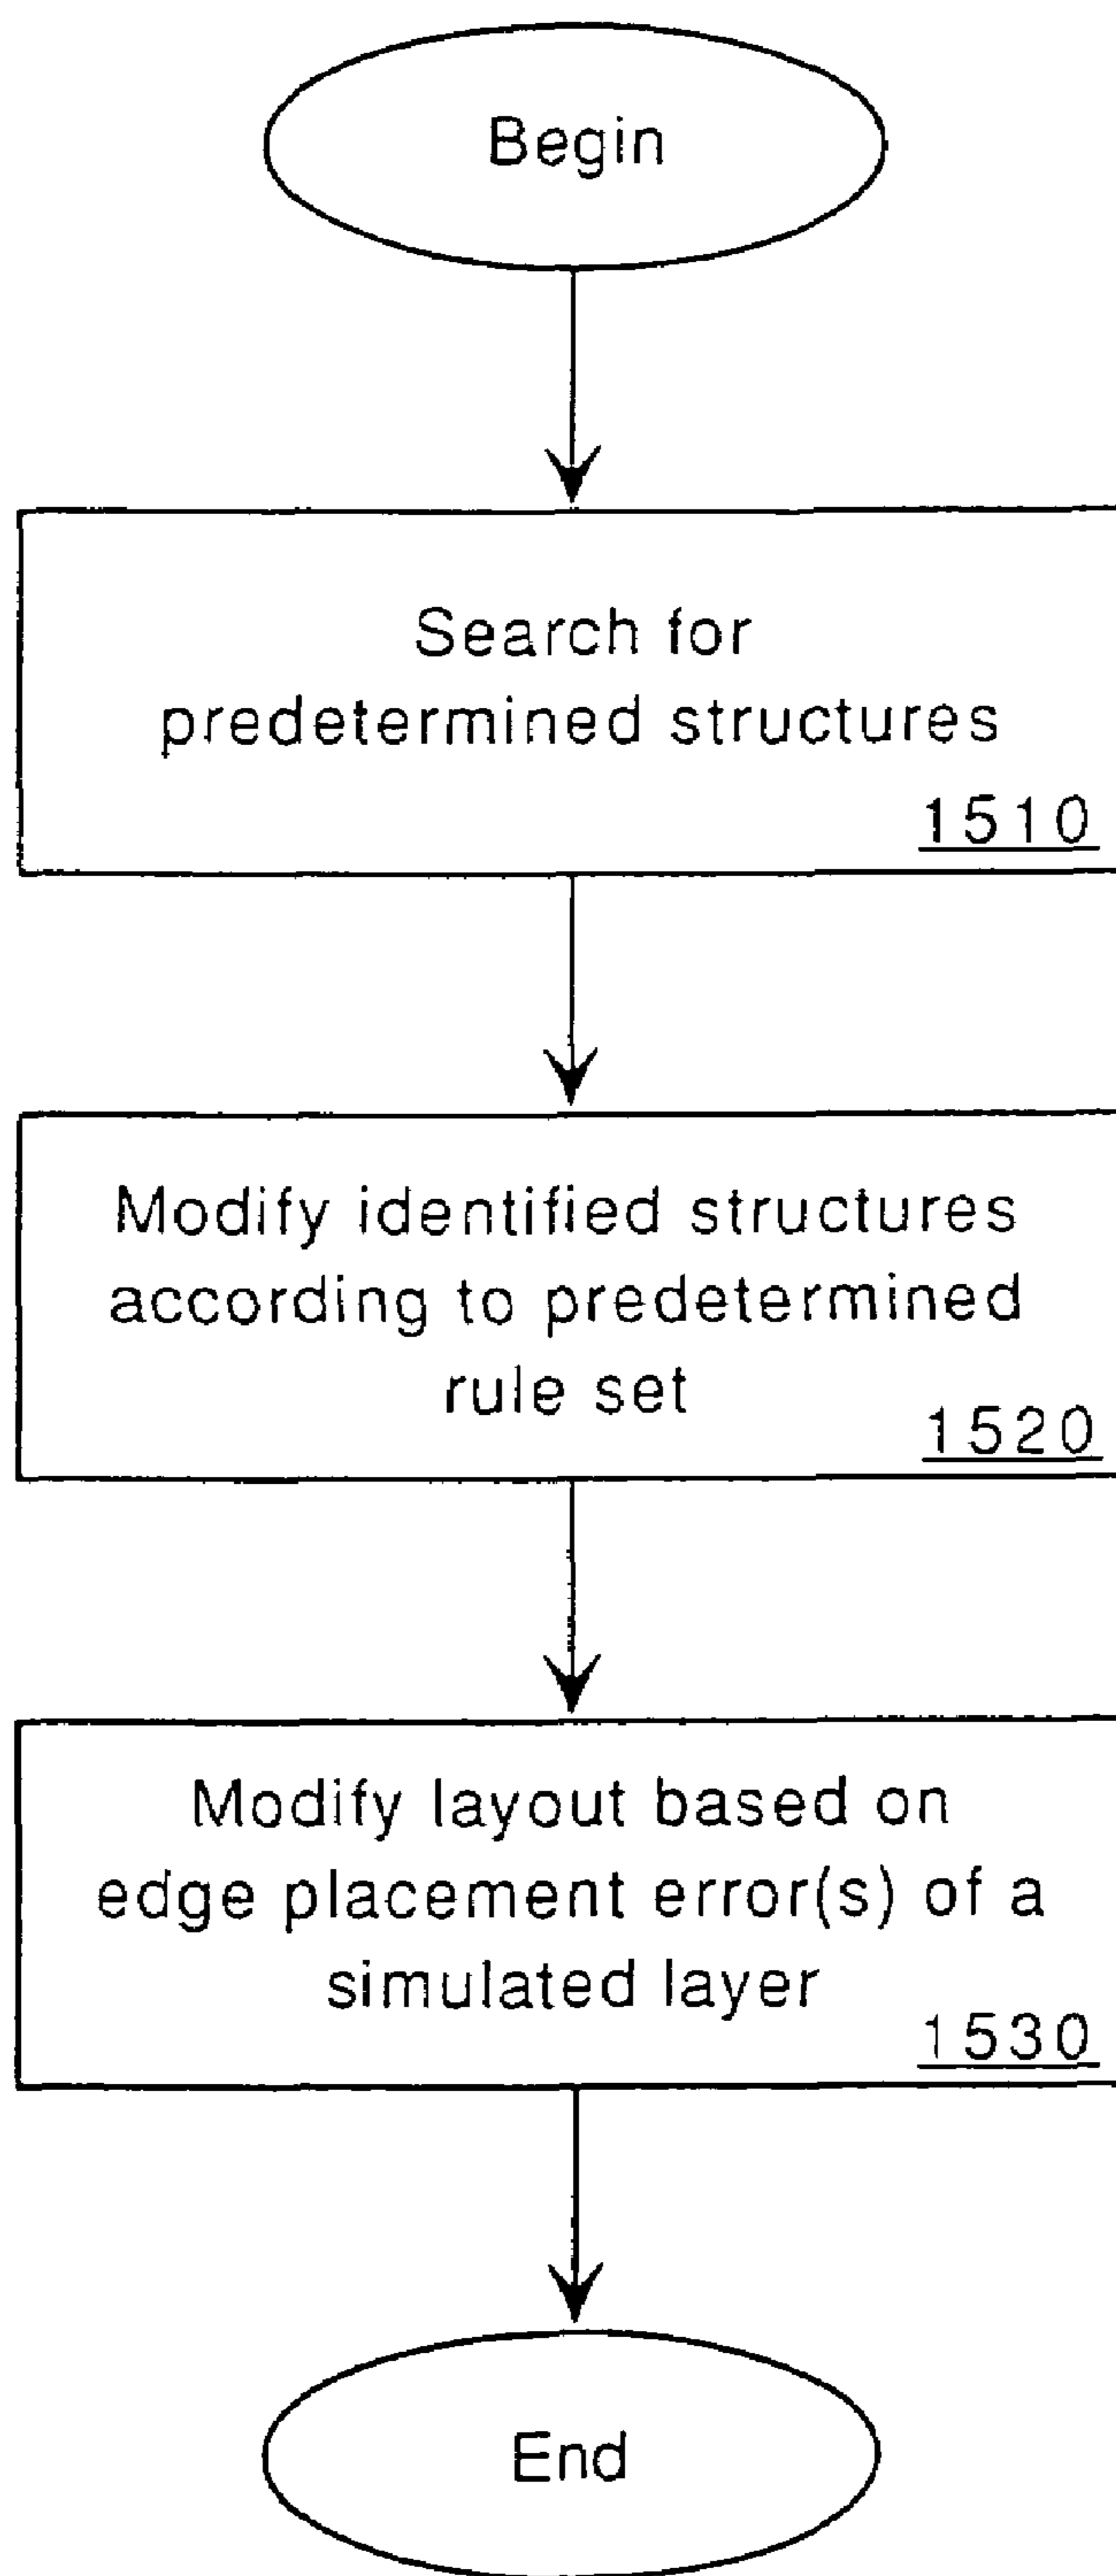 Begin
Search for
predetermined structures
1510
Modify identified structures
according to predetermined
rule set
1520
Modify layout based on
edge placement error(s) of a
simulated layer
1530
End